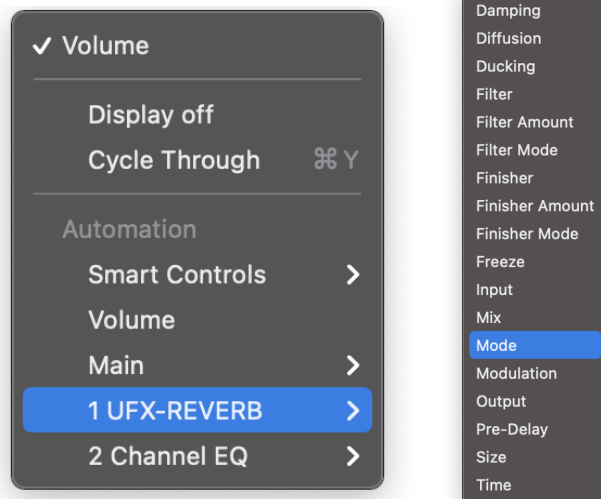 ✓ Volume
Display off
Cycle Through ⌘ Y
Automation
Smart Controls
Volume
Main
1 UFX-REVERB
2 Channel EQ
Damping
Diffusion
Ducking
Filter
Filter Amount
Filter Mode
Finisher
Finisher Amount
Finisher Mode
Freeze
Input
Mix
Mode
Modulation
Output
Pre-Delay
Size
Time